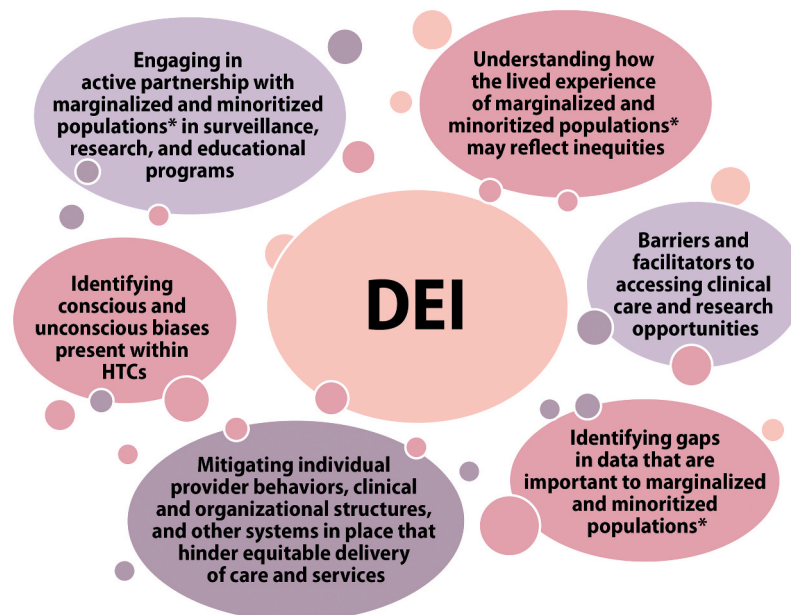 Engaging in
active partnership with
marginalized and minoritized
populations* in surveillance,
research, and educational
programs
Understanding how
the lived experience
of marginalized and
minoritized populations*
may reflect inequities
DEI
Barriers and
facilitators to
accessing clinical
care and research
opportunities
Identifying
conscious and
unconscious biases
present within
HTCs
Identifying gaps
in data that are
important to marginalized
and minoritized
populations*
Mitigating individual
provider behaviors, clinical
and organizational structures,
and other systems in place that
hinder equitable delivery
of care and services